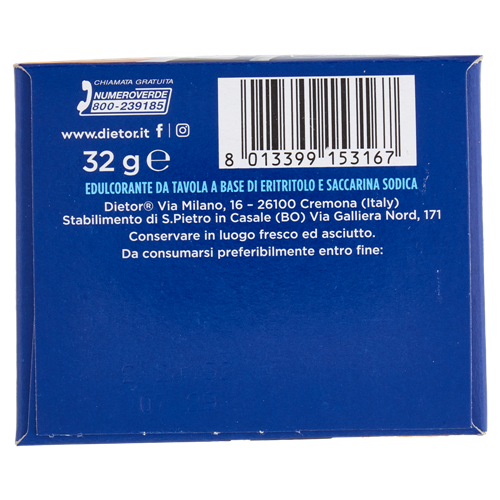 CHIAMATA GRATUITA
NUMEROVERDE
800-239185
www.dietor.it
32 g ℮
8 013399 153167
EDULCORANTE DA TAVOLA A BASE DI ERITRITOLO E SACCARINA SODICA
Dietor® Via Milano, 16 – 26100 Cremona (Italy)
Stabilimento di S.Pietro in Casale (BO) Via Galliera Nord, 171
Conservare in luogo fresco ed asciutto.
Da consumarsi preferibilmente entro fine: